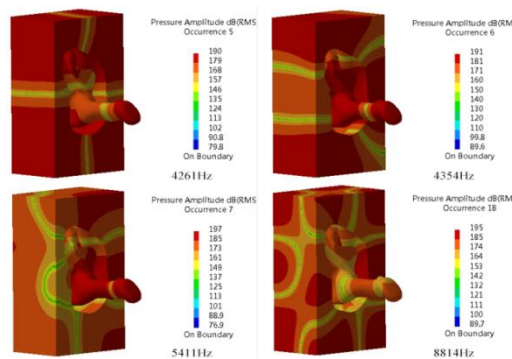 Pressure Amplitude dB(RMS
Occurrence 5
190
179
168
157
146
135
124
113
102
90.8
79.8
On Boundary
4261Hz
Pressure Amplitude dB(RMS
Occurrence 6
191
181
171
160
150
140
130
120
110
99.8
89.6
On Boundary
4354Hz
Pressure Amplitude dB(RMS
Occurrence 7
197
185
173
161
149
137
125
113
101
88.9
76.9
On Boundary
5411Hz
Pressure Amplitude dB(RMS
Occurrence 18
195
185
174
164
153
142
132
121
111
100
89.7
On Boundary
8814Hz